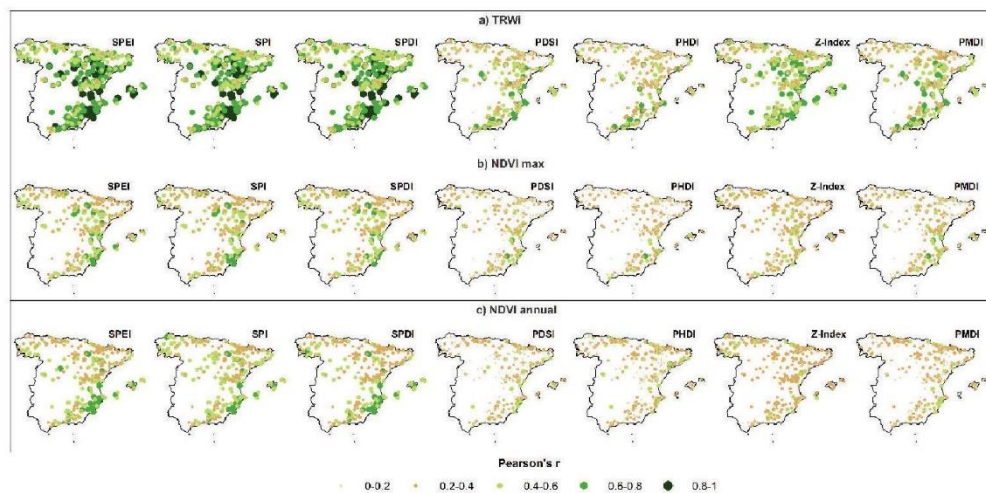 a) TRWi
SPEI SPI SPDI PDSI PHDI Z-Index PMDI
b) NDVI max
SPEI SPI SPDI PDSI PHDI Z-Index PMDI
c) NDVI annual
SPEI SPI SPDI PDSI PHDI Z-Index PMDI
Pearson's r
0-0.2 0.2-0.4 0.4-0.6 0.6-0.8 0.8-1